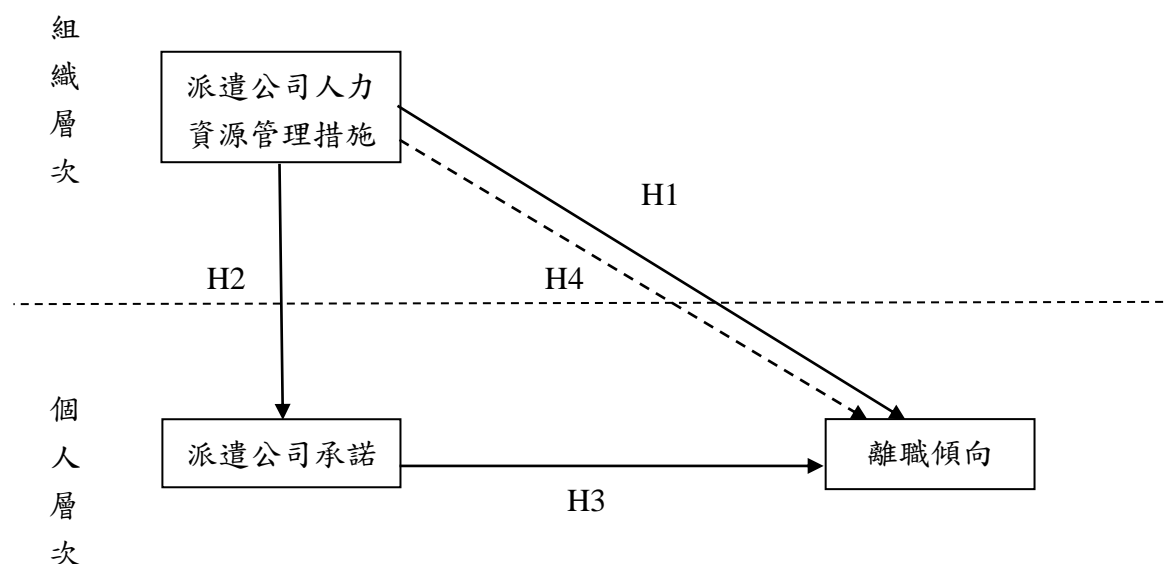 組織層次
派遣公司人力
資源管理措施
H1
H2
H4
個人層次
派遣公司承諾
離職傾向
H3